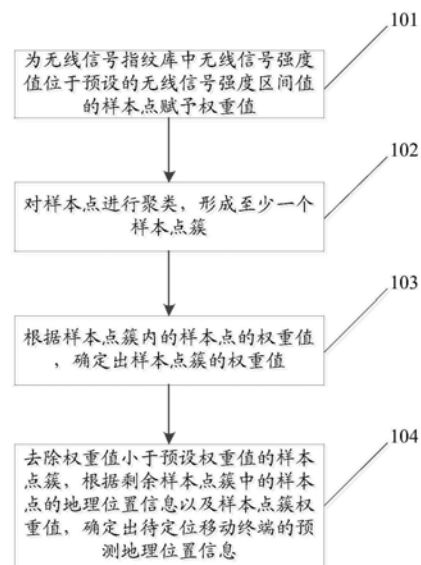 101
为无线信号指纹库中无线信号强度
值位于预设的无线信号强度区间值
的样本点赋予权重值
102
对样本点进行聚类，形成至少一个
样本点簇
103
根据样本点簇内的样本点的权重值
，确定出样本点簇的权重值
104
去除权重值小于预设权重值的样本
点簇，根据剩余样本点簇中的样本
点的地理位置信息以及样本点簇权
重值，确定出待定位移动终端的预
测地理位置信息